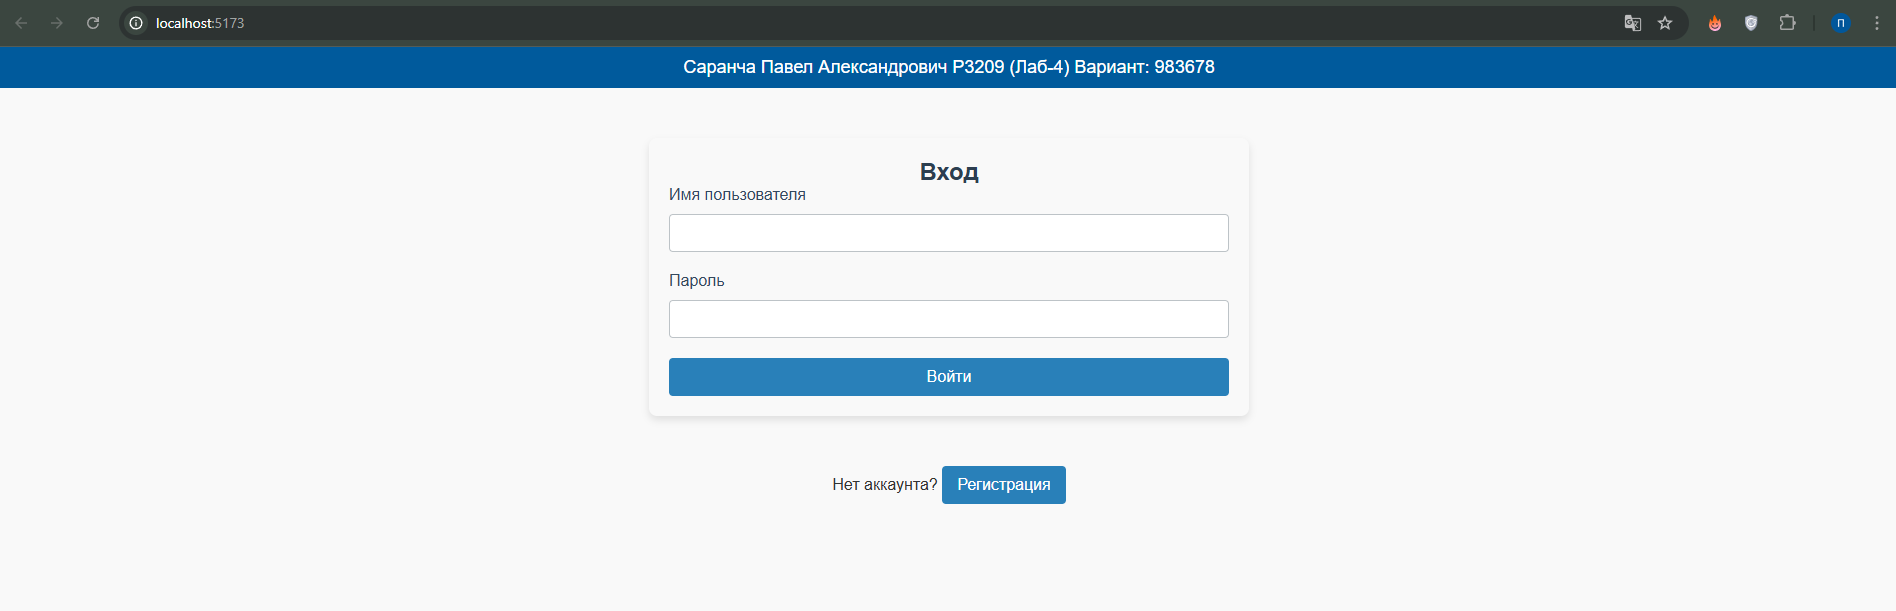 localhost:5173
П
Саранча Павел Александрович P3209 (Лаб-4) Вариант: 983678
Вход
Имя пользователя
Пароль
Войти
Нет аккаунта? Регистрация